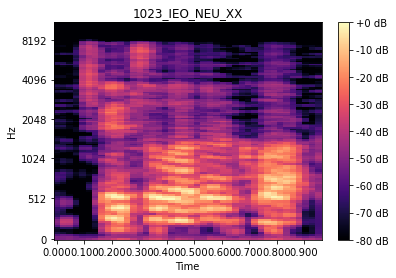 1023_IEO_NEU_XX
8192
4096
2048
1024
512
0
Hz
0.0000.1000.2000.3000.4000.5000.6000.7000.8000.900
Time
+0 dB
-10 dB
-20 dB
-30 dB
-40 dB
-50 dB
-60 dB
-70 dB
-80 dB